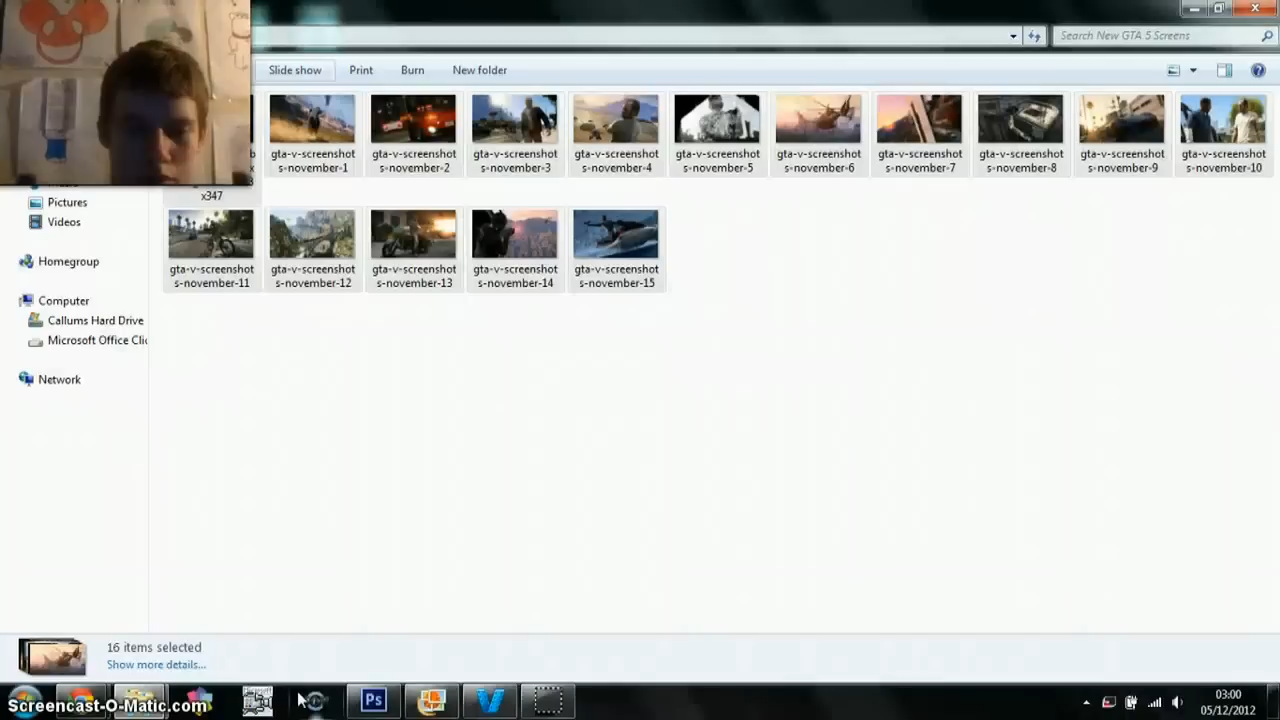 Search New GTA 5 Screens
Slide show
Print
Burn
New folder
gta-v-screenshot
s-november-1
gta-v-screenshot
s-november-2
gta-v-screenshot
s-november-3
gta-v-screenshot
s-november-4
gta-v-screenshot
s-november-5
gta-v-screenshot
s-november-6
gta-v-screenshot
s-november-7
gta-v-screenshot
s-november-8
gta-v-screenshot
s-november-9
gta-v-screenshot
s-november-10
x347
Pictures
Videos
gta-v-screenshot
s-november-11
gta-v-screenshot
s-november-12
gta-v-screenshot
s-november-13
gta-v-screenshot
s-november-14
gta-v-screenshot
s-november-15
Homegroup
Computer
Callums Hard Drive
Microsoft Office Clic
Network
16 items selected
Show more details...
Ps
03:00
05/12/2012
Screencast-O-Matic.com